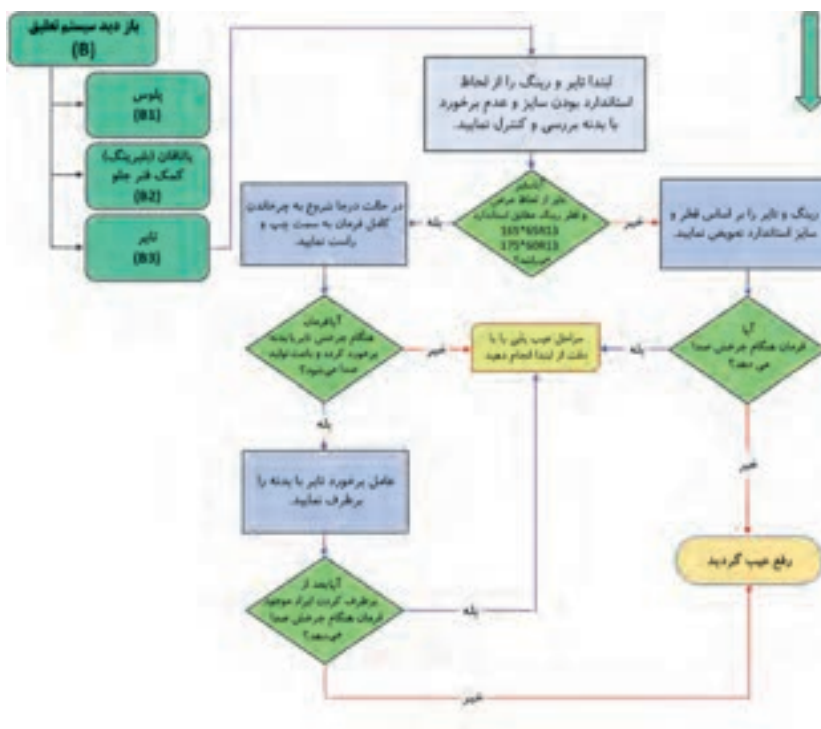 باز دید سیستم تعلیق
(B)
پلوس
(B1)
یاتاقان (بلبرینگ)
کمک فنر جلو
(B2)
تایر
(B3)
ابتدا تایر و رینگ را از لحاظ
استاندارد بودن سایز و عدم برخورد
با بدنه بررسی و کنترل نمایید.
تایر از لحاظ عرض
و قطر رینگ مطابق استاندارد
165*65R13
175*60R13
می‌باشد؟
بله
خیر
در حالت درجا شروع به چرخاندن
کامل فرمان به سمت چپ و
راست نمایید.
رینگ و تایر را بر اساس قطر و
سایز استاندارد تعویض نمایید.
آیا فرمان
هنگام چرخش تایر با بدنه
برخورد کرده و باعث تولید
صدا می‌شود؟
خیر
مراحل عیب یابی را با
دقت از ابتدا انجام دهید
بله
آیا
فرمان هنگام چرخش صدا
می دهد؟
بله
خیر
عامل برخورد تایر با بدنه را
برطرف نمایید.
رفع عیب گردید
آیا بعد از
برطرف کردن ایراد موجود
فرمان هنگام چرخش صدا
می‌دهد؟
بله
خیر